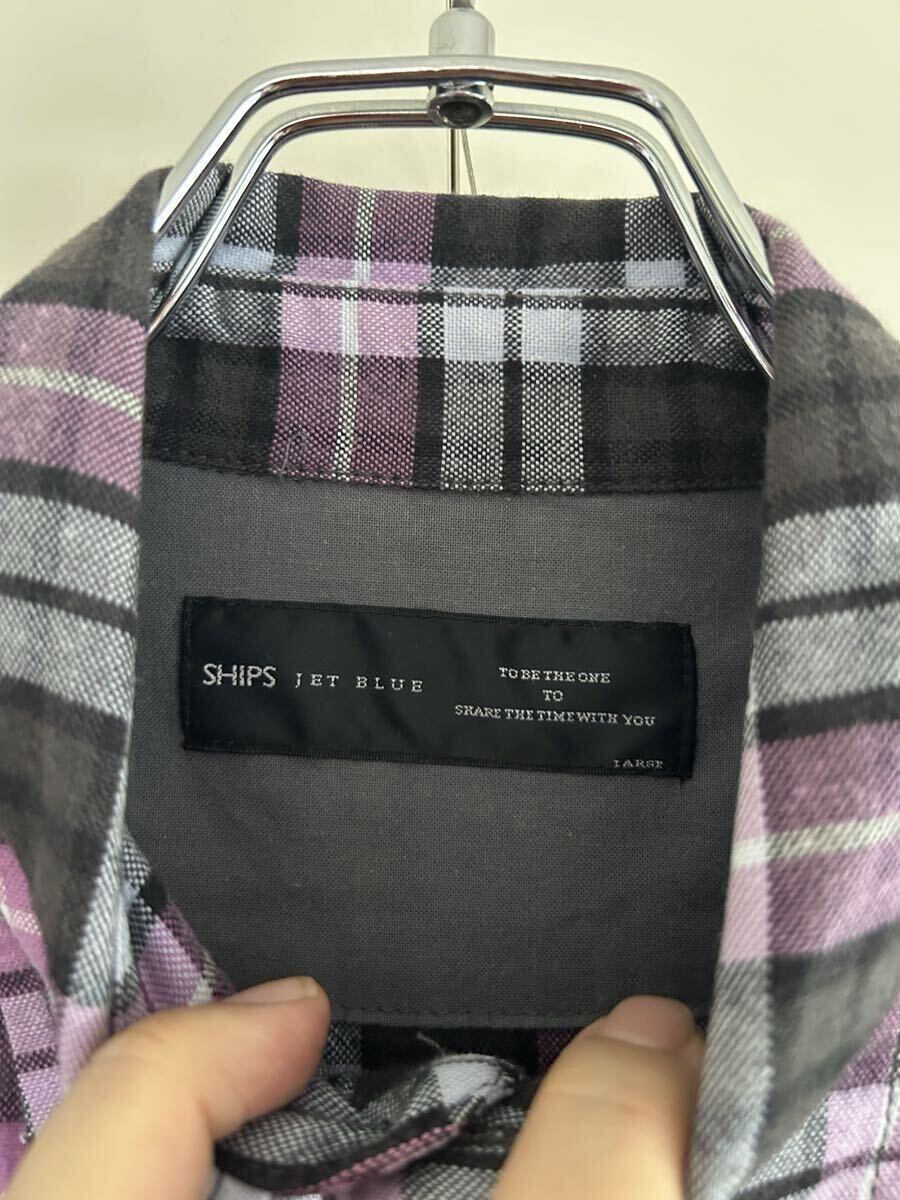 SHIPS JET BLUE
TO BE THE ONE
TO
SHARE THE TIME WITH YOU
LARGE